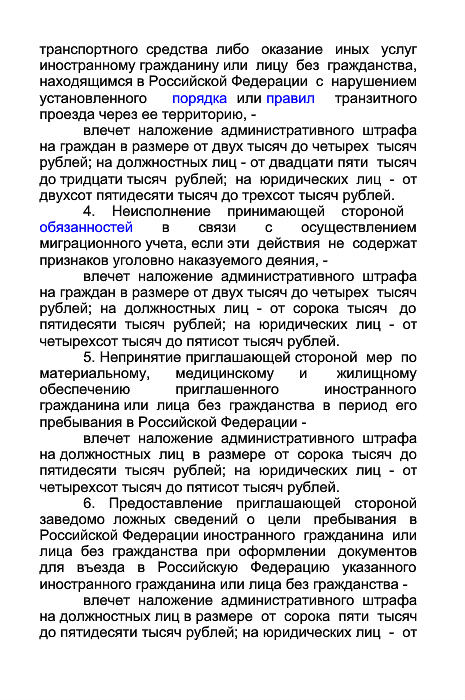 транспортного средства либо оказание иных услуг
иностранному гражданину или лицу без гражданства,
находящимся в Российской Федерации с нарушением
установленного порядка или правил транзитного
проезда через ее территорию, -
влечет наложение административного штрафа
на граждан в размере от двух тысяч до четырех тысяч
рублей; на должностных лиц - от двадцати пяти тысяч
до тридцати тысяч рублей; на юридических лиц - от
двухсот пятидесяти тысяч до трехсот тысяч рублей.
4. Неисполнение принимающей стороной
обязанностей в связи с осуществлением
миграционного учета, если эти действия не содержат
признаков уголовно наказуемого деяния, -
влечет наложение административного штрафа
на граждан в размере от двух тысяч до четырех тысяч
рублей; на должностных лиц - от сорока тысяч до
пятидесяти тысяч рублей; на юридических лиц - от
четырехсот тысяч до пятисот тысяч рублей.
5. Непринятие приглашающей стороной мер по
материальному, медицинскому и жилищному
обеспечению приглашенного иностранного
гражданина или лица без гражданства в период его
пребывания в Российской Федерации -
влечет наложение административного штрафа
на должностных лиц в размере от сорока тысяч до
пятидесяти тысяч рублей; на юридических лиц - от
четырехсот тысяч до пятисот тысяч рублей.
6. Предоставление приглашающей стороной
заведомо ложных сведений о цели пребывания в
Российской Федерации иностранного гражданина или
лица без гражданства при оформлении документов
для въезда в Российскую Федерацию указанного
иностранного гражданина или лица без гражданства -
влечет наложение административного штрафа
на должностных лиц в размере от сорока пяти тысяч
до пятидесяти тысяч рублей; на юридических лиц - от